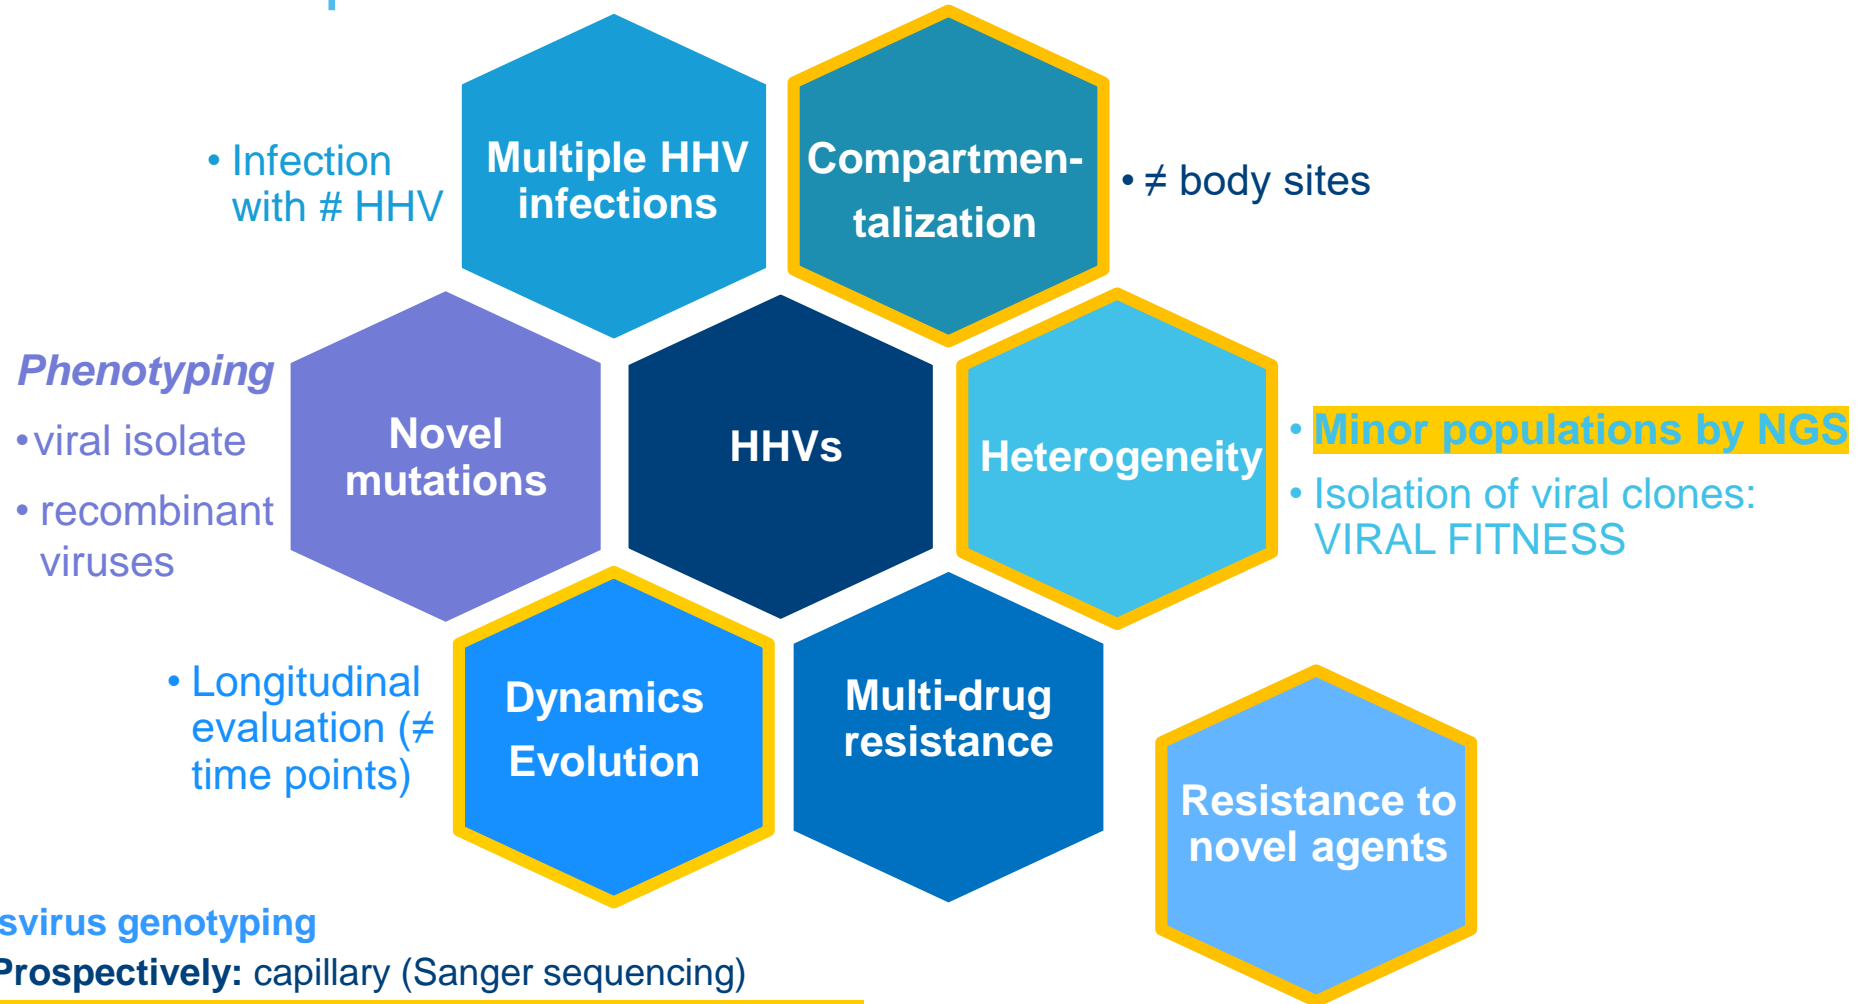 • Infection
with # HHV
Multiple HHV
infections
Compartmen-
talization
• ≠ body sites
Phenotyping
• viral isolate
• recombinant
viruses
Novel
mutations
HHVs
Heterogeneity
• Minor populations by NGS
• Isolation of viral clones:
VIRAL FITNESS
• Longitudinal
evaluation (≠
time points)
Dynamics
Evolution
Multi-drug
resistance
Resistance to
novel agents
svirus genotyping
Prospectively: capillary (Sanger sequencing)